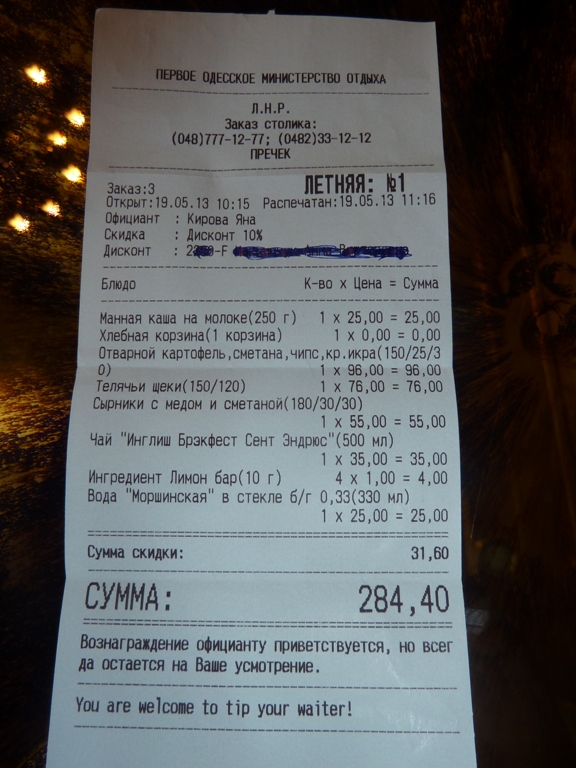 ПЕРВОЕ ОДЕССКОЕ МИНИСТЕРСТВО ОТДЫХА
Л.Н.Р.
Заказ столика:
(048)777-12-77; (0482)33-12-12
ПРЕЧЕК
Заказ:3 ЛЕТНЯЯ: №1
Открыт:19.05.13 10:15 Распечатан:19.05.13 11:16
Официант : Кирова Яна
Скидка : Дисконт 10%
Дисконт :
Блюдо К-во х Цена = Сумма
Манная каша на молоке(250 г) 1 х 25,00 = 25,00
Хлебная корзина(1 корзина) 1 х 0,00 = 0,00
Отварной картофель,сметана,чипс,кр.икра(150/25/3
0) 1 х 96,00 = 96,00
Телячьи щеки(150/120) 1 х 76,00 = 76,00
Сырники с медом и сметаной(180/30/30)
1 х 55,00 = 55,00
Чай "Инглиш Брэкфест Сент Эндрюс"(500 мл)
1 х 35,00 = 35,00
Ингредиент Лимон бар(10 г) 4 х 1,00 = 4,00
Вода "Моршинская" в стекле б/г 0,33(330 мл)
1 х 25,00 = 25,00
Сумма скидки: 31,60
СУММА: 284,40
Вознаграждение официанту приветствуется, но всег
да остается на Ваше усмотрение.
You are welcome to tip your waiter!